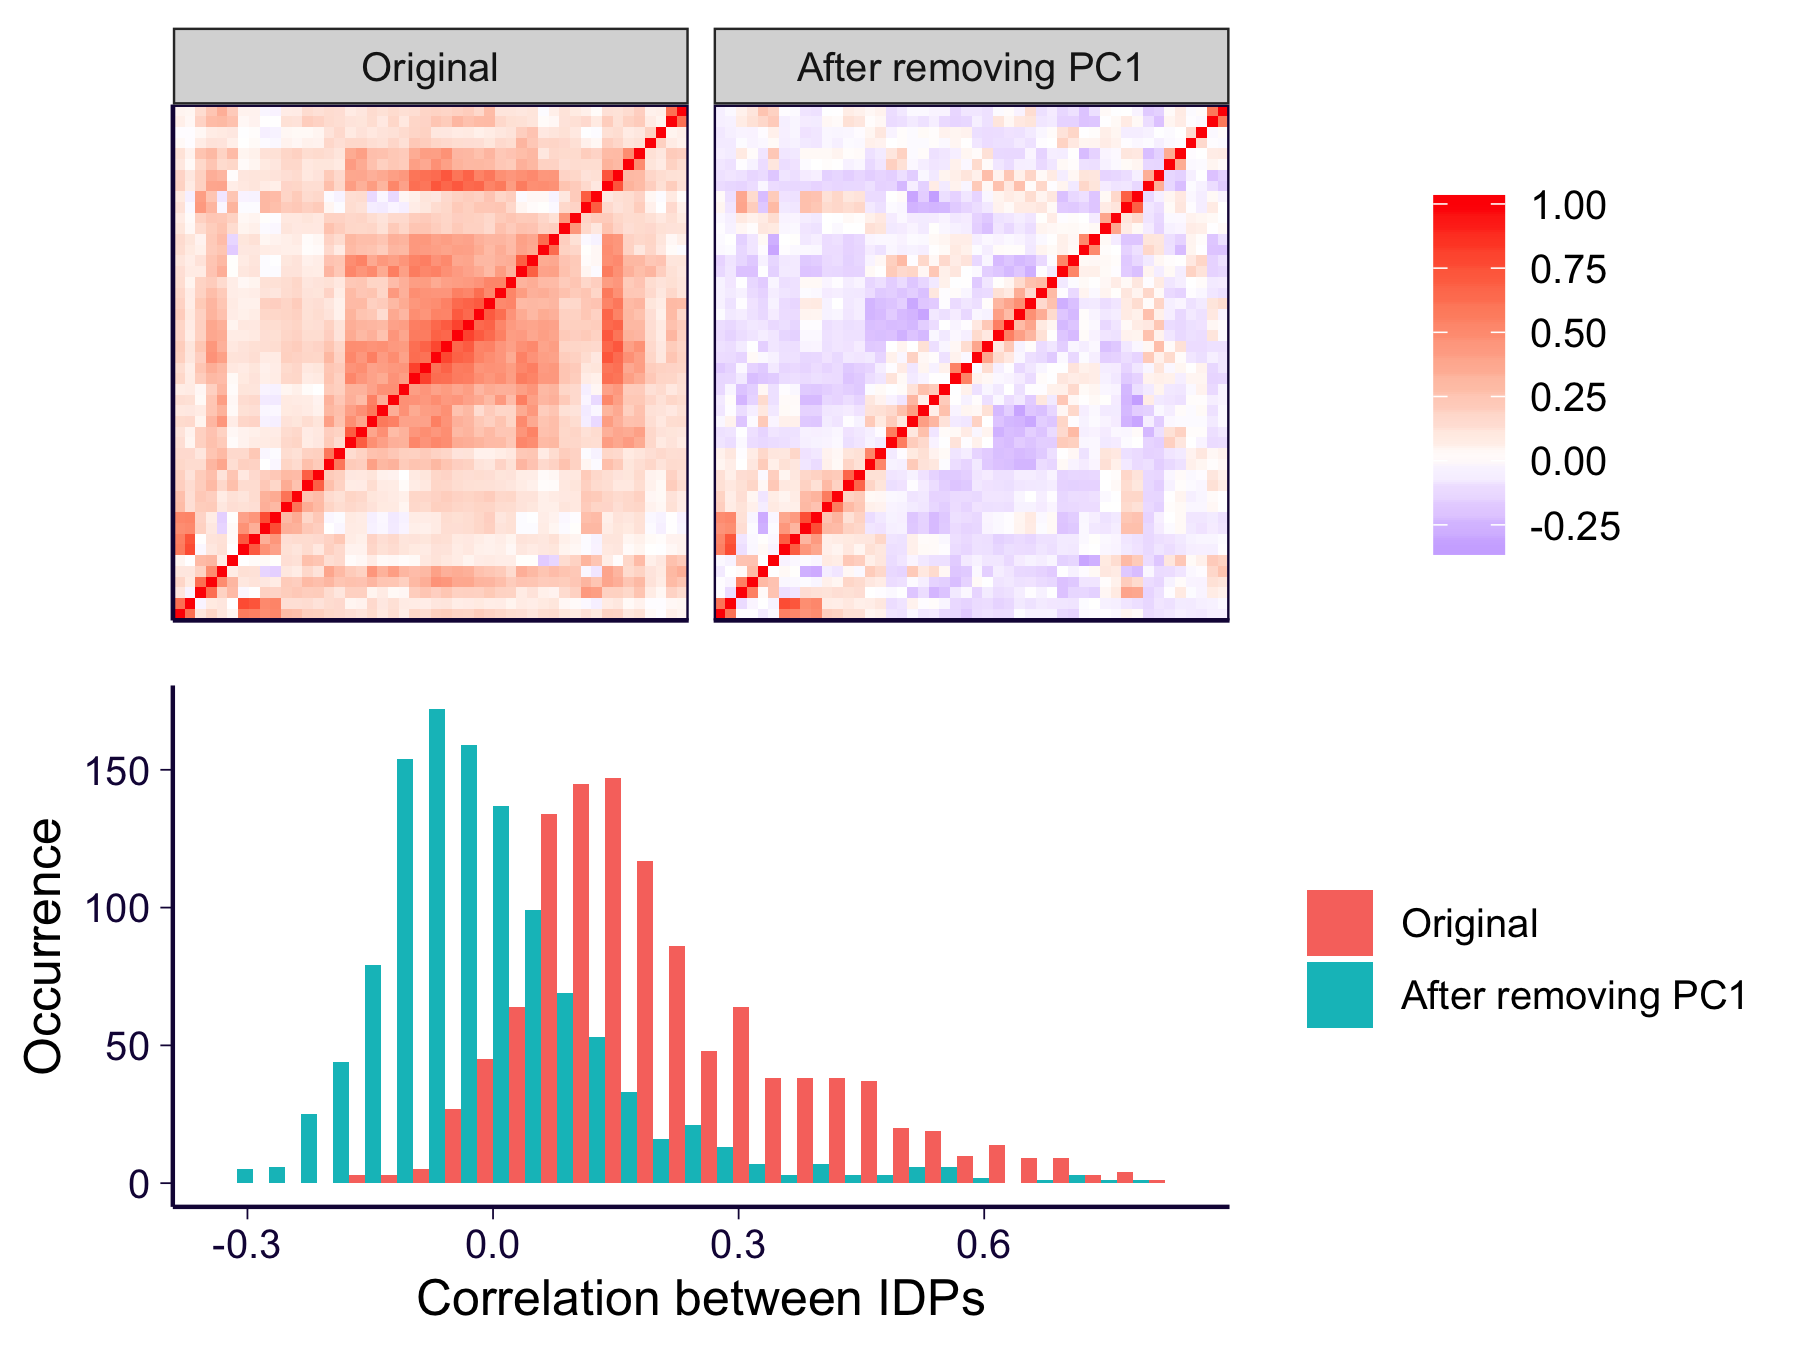 Original
After removing PC1
1.00
0.75
0.50
0.25
0.00
-0.25
Occurrence
150
100
50
0
-0.3
0.0
0.3
0.6
Correlation between IDPs
Original
After removing PC1